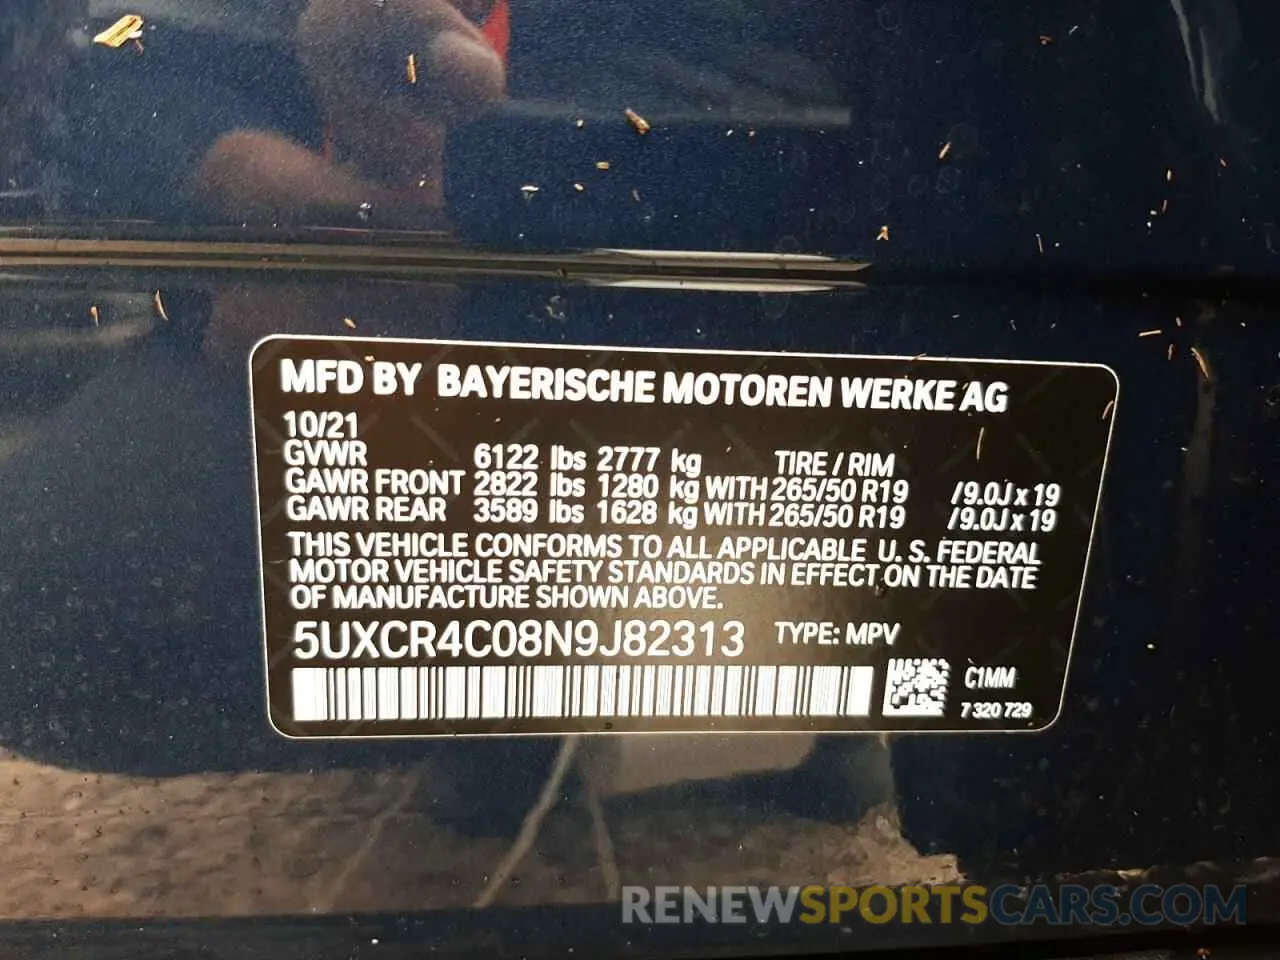 MFD BY BAYERISCHE MOTOREN WERKE AG
10/21
GVWR 6122 lbs 2777 kg TIRE / RIM
GAWR FRONT 2822 lbs 1280 kg WITH 265/50 R19 /9.0J x 19
GAWR REAR 3589 lbs 1628 kg WITH 265/50 R19 /9.0J x 19
THIS VEHICLE CONFORMS TO ALL APPLICABLE U. S. FEDERAL
MOTOR VEHICLE SAFETY STANDARDS IN EFFECT ON THE DATE
OF MANUFACTURE SHOWN ABOVE.
5UXCR4C08N9J82313 TYPE: MPV
C1MM
7 320 729
RENEWSPORTSCARS.COM